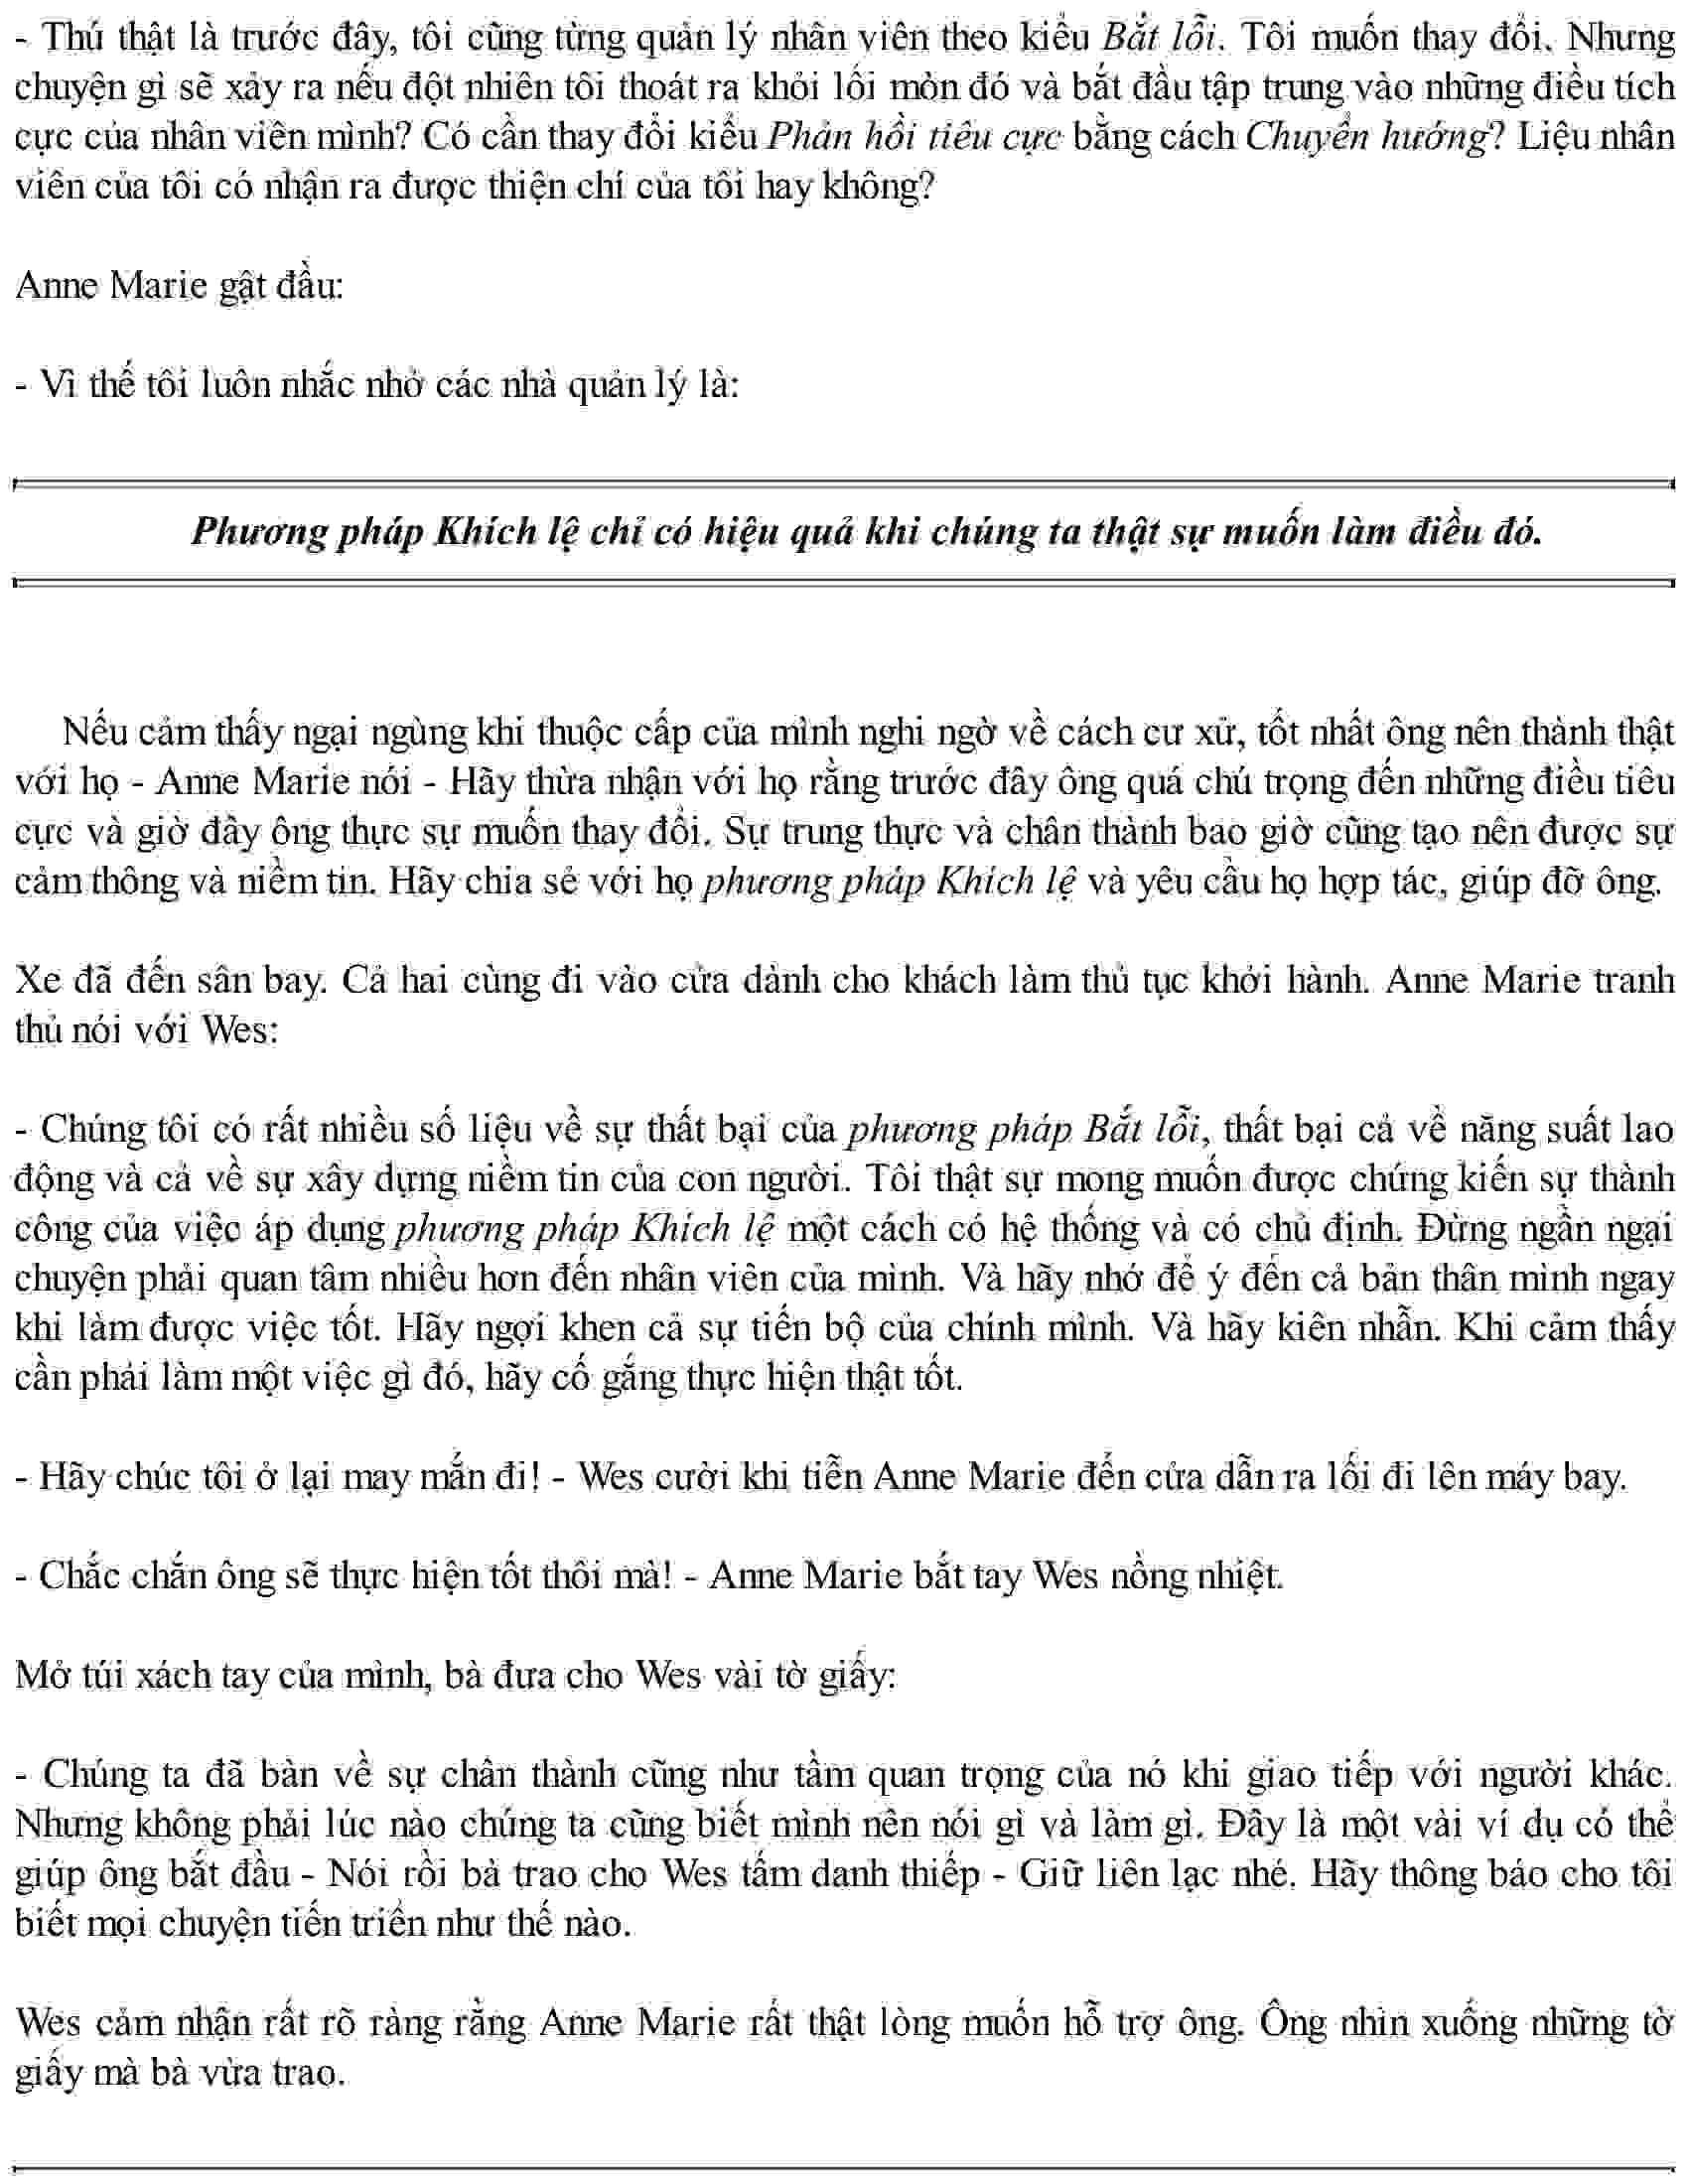 - Thú thật là trước đây, tôi cũng từng quản lý nhân viên theo kiểu Bắt lỗi. Tôi muốn thay đổi. Nhưng
chuyện gì sẽ xảy ra nếu đột nhiên tôi thoát ra khỏi lối mòn đó và bắt đầu tập trung vào những điều tích
cực của nhân viên mình? Có cần thay đổi kiểu Phản hồi tiêu cực bằng cách Chuyển hướng? Liệu nhân
viên của tôi có nhận ra được thiện chí của tôi hay không?
Anne Marie gật đầu:
- Vì thế tôi luôn nhắc nhở các nhà quản lý là:
Phương pháp Khích lệ chỉ có hiệu quả khi chúng ta thật sự muốn làm điều đó.
Nếu cảm thấy ngại ngùng khi thuộc cấp của mình nghi ngờ về cách cư xử, tốt nhất ông nên thành thật
với họ - Anne Marie nói - Hãy thừa nhận với họ rằng trước đây ông quá chú trọng đến những điều tiêu
cực và giờ đây ông thực sự muốn thay đổi. Sự trung thực và chân thành bao giờ cũng tạo nên được sự
cảm thông và niềm tin. Hãy chia sẻ với họ phương pháp Khích lệ và yêu cầu họ hợp tác, giúp đỡ ông.
Xe đã đến sân bay. Cả hai cùng đi vào cửa dành cho khách làm thủ tục khởi hành. Anne Marie tranh
thủ nói với Wes:
- Chúng tôi có rất nhiều số liệu về sự thất bại của phương pháp Bắt lỗi, thất bại cả về năng suất lao
động và cả về sự xây dựng niềm tin của con người. Tôi thật sự mong muốn được chứng kiến sự thành
công của việc áp dụng phương pháp Khích lệ một cách có hệ thống và có chủ định. Đừng ngần ngại
chuyện phải quan tâm nhiều hơn đến nhân viên của mình. Và hãy nhớ để ý đến cả bản thân mình ngay
khi làm được việc tốt. Hãy ngợi khen cả sự tiến bộ của chính mình. Và hãy kiên nhẫn. Khi cảm thấy
cần phải làm một việc gì đó, hãy cố gắng thực hiện thật tốt.
- Hãy chúc tôi ở lại may mắn đi! - Wes cười khi tiễn Anne Marie đến cửa dẫn ra lối đi lên máy bay.
- Chắc chắn ông sẽ thực hiện tốt thôi mà! - Anne Marie bắt tay Wes nồng nhiệt.
Mở túi xách tay của mình, bà đưa cho Wes vài tờ giấy:
- Chúng ta đã bàn về sự chân thành cũng như tầm quan trọng của nó khi giao tiếp với người khác.
Nhưng không phải lúc nào chúng ta cũng biết mình nên nói gì và làm gì. Đây là một vài ví dụ có thể
giúp ông bắt đầu - Nói rồi bà trao cho Wes tấm danh thiếp - Giữ liên lạc nhé. Hãy thông báo cho tôi
biết mọi chuyện tiến triển như thế nào.
Wes cảm nhận rất rõ ràng rằng Anne Marie rất thật lòng muốn hỗ trợ ông. Ông nhìn xuống những tờ
giấy mà bà vừa trao.